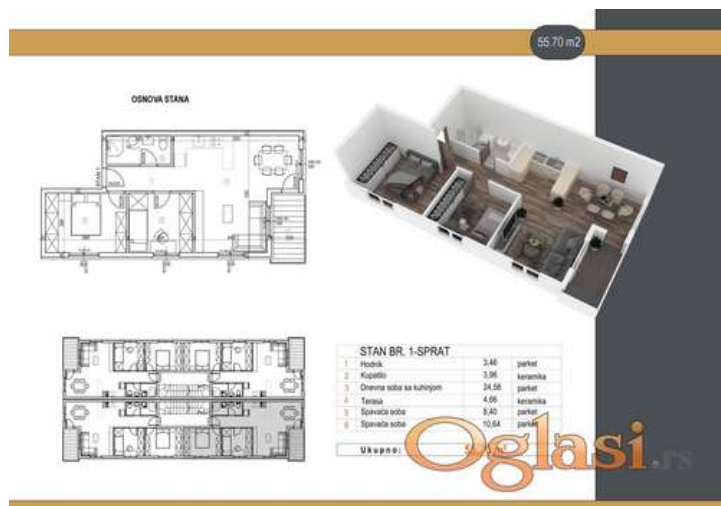 55.70 m2
OSNOVA STANA
STAN BR. 1-SPRAT
1 Hodnik 3,46 parket
2 Kupatilo 3,96 keramika
3 Dnevna soba sa kuhinjom 24,58 parket
4 Terasa 4,66 keramika
5 Spavaća soba 8,40 parket
6 Spavaća soba 10,64 parket
Ukupno:
Oglasi.rs